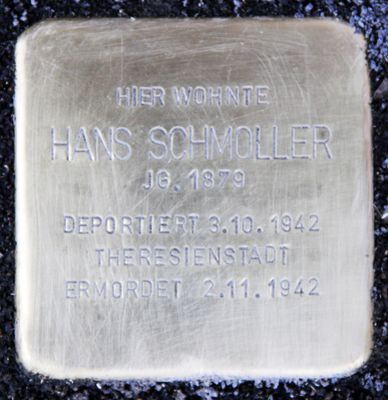 HIER WOHNTE
HANS SCHMOLLER
JG. 1879
DEPORTIERT 3.10.1942
THERESIENSTADT
ERMORDET 2.11.1942